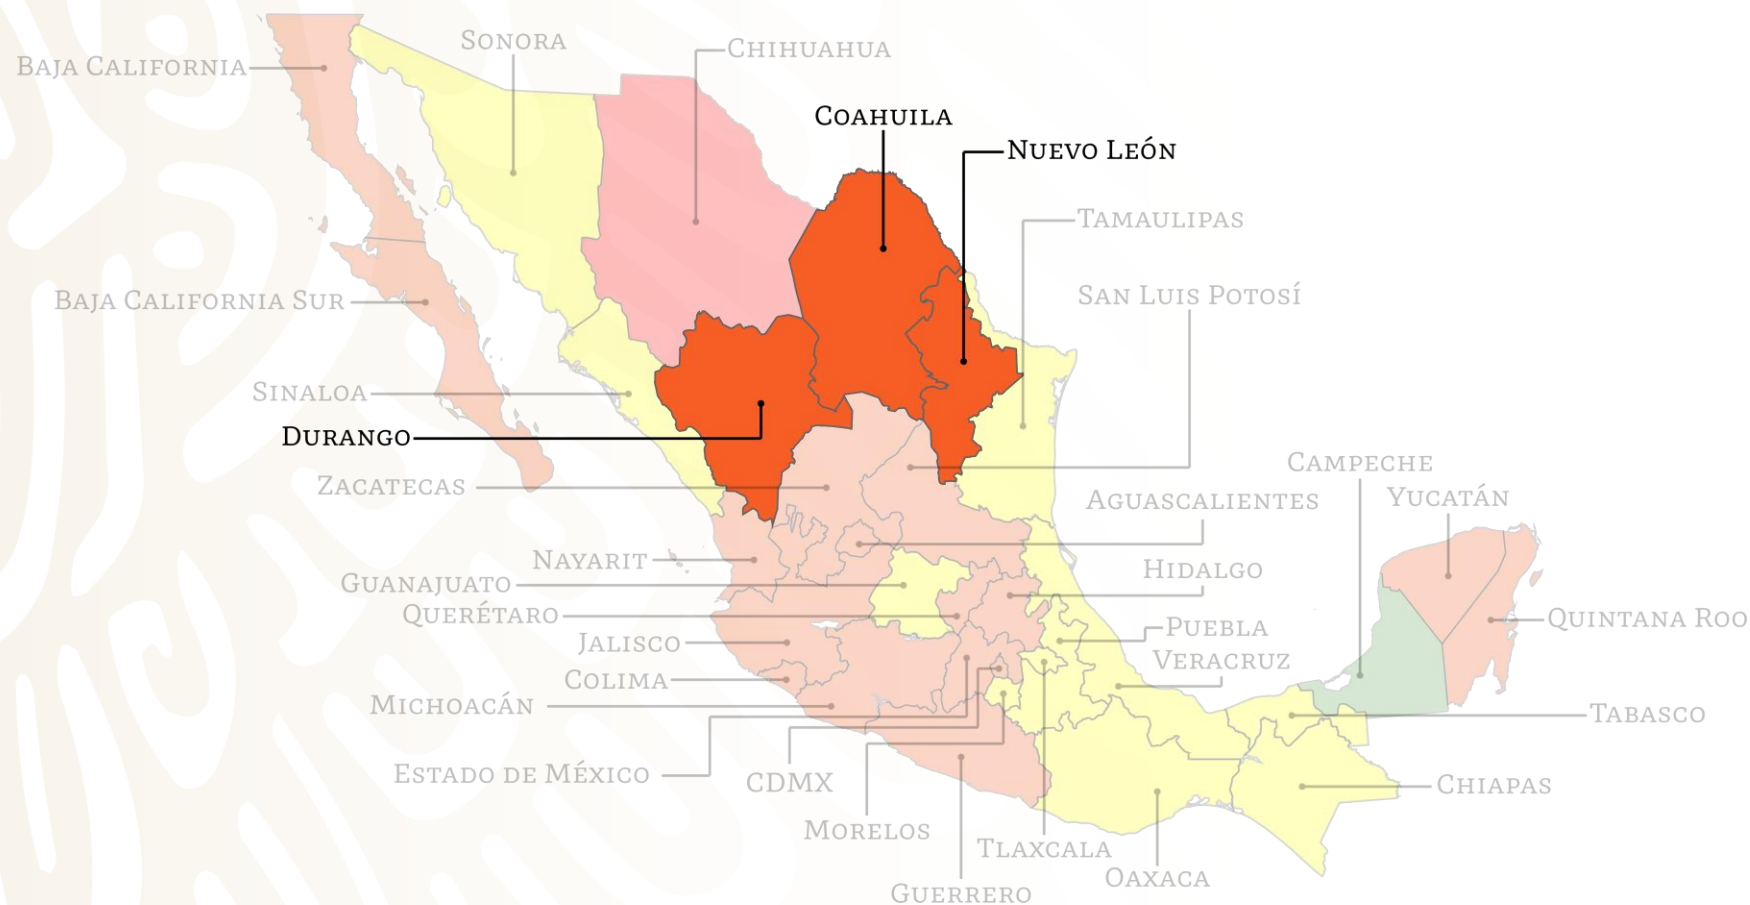 Sonora
Chihuahua
Baja California
Coahuila
Nuevo León
Tamaulipas
San Luis Potosí
Baja California Sur
Sinaloa
Durango
Campeche
Zacatecas
Yucatán
Aguascalientes
Nayarit
Hidalgo
Guanajuato
Querétaro
Quintana Roo
Puebla
Jalisco
Veracruz
Colima
Michoacán
Tabasco
Estado de México
CDMX
Chiapas
Morelos
Tlaxcala
Oaxaca
Guerrero